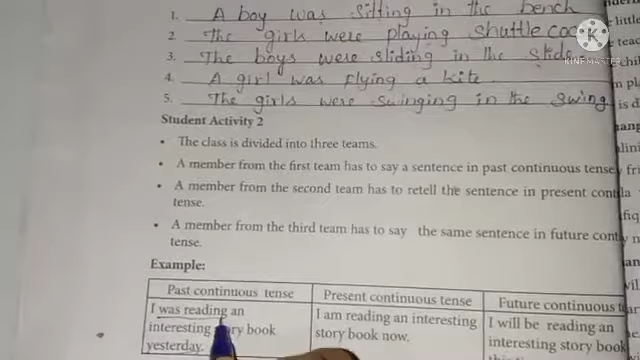 1. A boy was sitting in the bench
2. The girls were playing shuttle coc
3. The boys were sliding in the slide
KINEMASTER
4. A girl was flying a kite
5. The girls were swinging in the swing
Student Activity 2
• The class is divided into three teams.
• A member from the first team has to say a sentence in past continuous tense
• A member from the second team has to retell the sentence in present cont
tense.
• A member from the third team has to say the same sentence in future cont
tense.
Example:
Past continuous tense Present continuous tense Future continuous t
I was reading an
interesting story book
yesterday.
I am reading an interesting
story book now.
I will be reading an
interesting story book